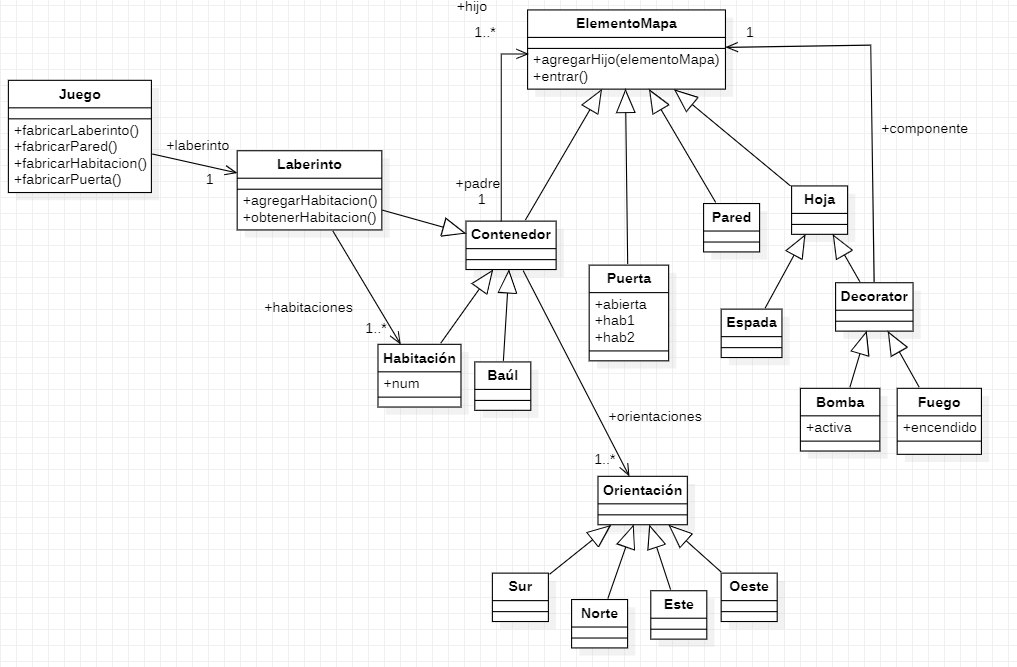 +hijo
1..*
ElementoMapa
+agregarHijo(elementoMapa)
+entrar()
1
+componente
Juego
+fabricarLaberinto()
+fabricarPared()
+fabricarHabitacion()
+fabricarPuerta()
+laberinto
1
Laberinto
+agregarHabitacion()
+obtenerHabitacion()
+padre
1
Contenedor
Pared
Hoja
Puerta
+abierta
+hab1
+hab2
Decorator
Espada
+habitaciones
1..*
Habitación
+num
Baúl
Bomba
+activa
Fuego
+encendido
+orientaciones
1..*
Orientación
Sur
Norte
Este
Oeste